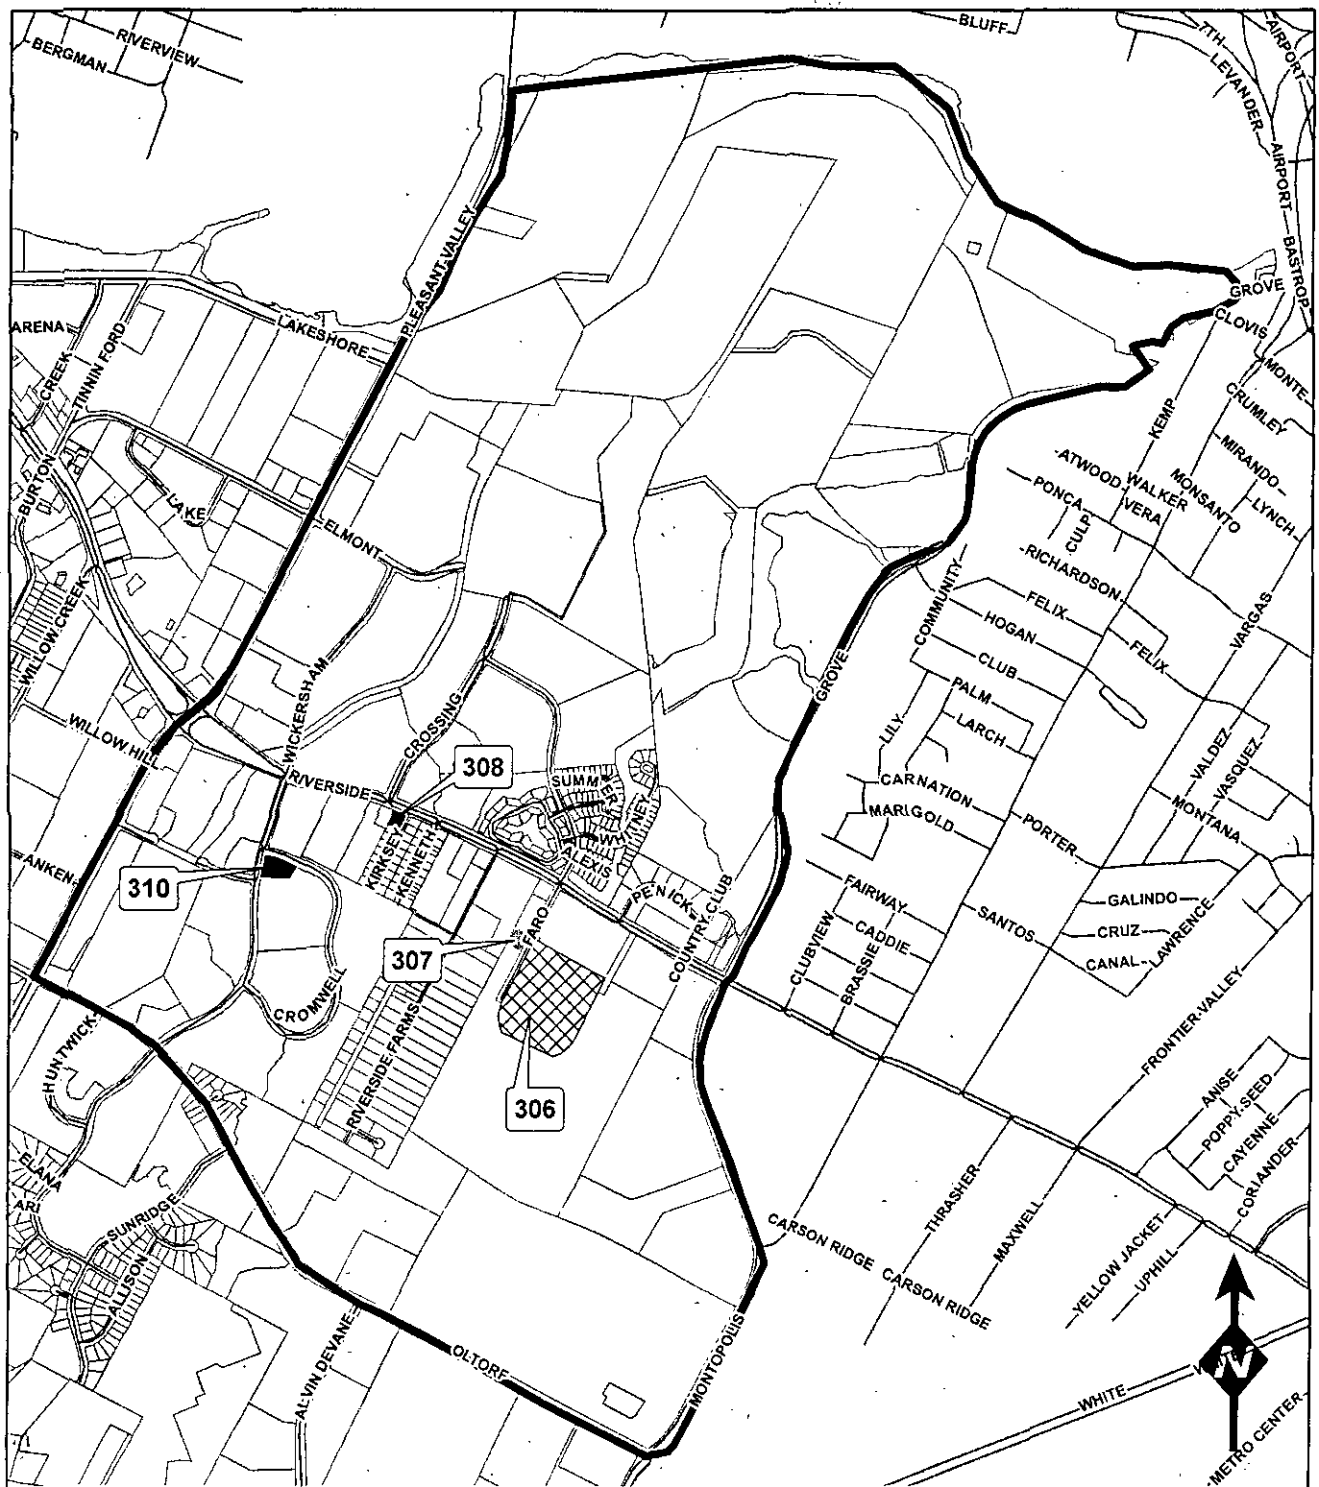 BLUFF
RIVERVIEW
BERGMAN
7TH
AIRPORT
LEVANDER
AIRPORT
BASTROP
PLEASANT VALLEY
LAKESHORE
ARENA
CREEK
TINNIN FORD
GROVE
CLOVIS
MONTE
CRUMLEY
KEMP
MIRANDO
LYNCH
ATWOOD
WALKER
MONSANTO
PONCA
VERA
CULP
BURTON
LAKE
ELMONT
RICHARDSON
COMMUNITY
FELIX
HOGAN
FELIX
VARGAS
WILLOW CREEK
CLUB
PALM
LARCH
LILY
GROVE
WILLOW HILL
WICKERSHAM
CROSSING
308
RIVERSIDE
SUMMER
CARNATION
MARIGOLD
PORTER
VALDEZ
VASQUEZ
MONTANA
WHITNEY
ALEXIS
KIRKSEY
KENNETH
ANKEN
310
PENICK
COUNTRY CLUB
FAIRWAY
CADDIE
CLUBVIEW
BRASSIE
SANTOS
GALINDO
CRUZ
CANAL
LAWRENCE
FARO
307
CROMWELL
RIVERSIDE FARMS
306
HUNTWICK
FRONTIER VALLEY
ANISE
POPPY SEED
CAYENNE
CORIANDER
ELANA
ARI
SUNRIDGE
ALLISON
CARSON RIDGE
CARSON RIDGE
THRASHER
MAXWELL
YELLOW JACKET
UPHILL
ALVIN DEVANE
OLTORF
MONTOPOLIS
WHITE
N
METRO CENTER